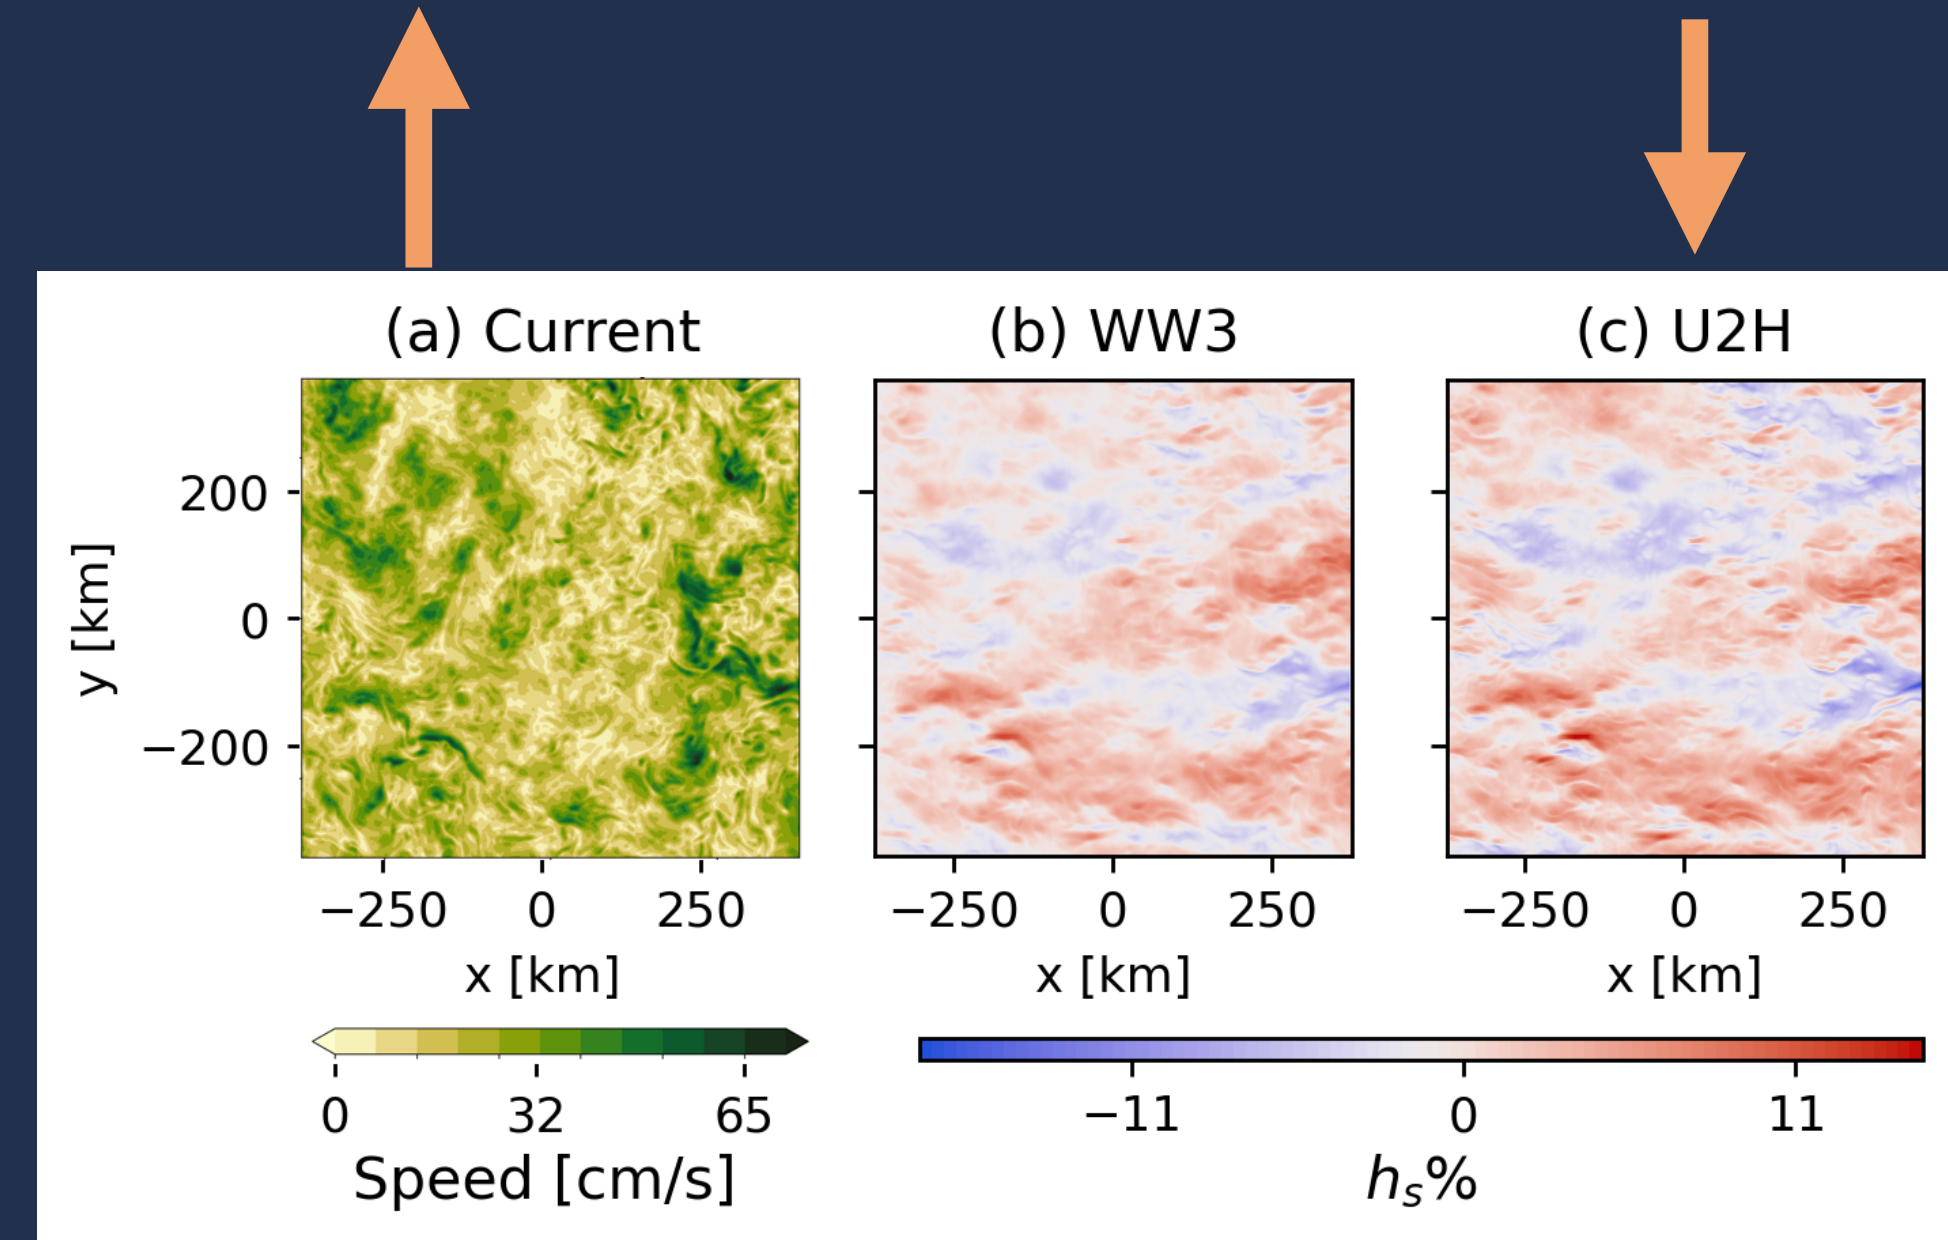 (a) Current
(b) WW3
(c) U2H
y [km]
200
0
−200
−250 0 250
−250 0 250
−250 0 250
x [km]
x [km]
x [km]
0 32 65
Speed [cm/s]
−11 0 11
hₛ%